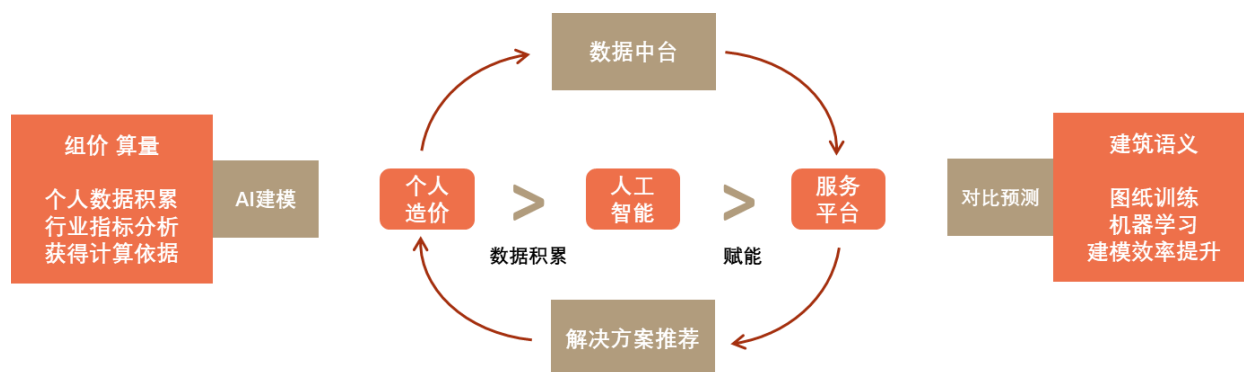 数据中台
组价 算量
个人数据积累
行业指标分析
获得计算依据
AI建模
个人
造价
>
数据积累
人工
智能
>
赋能
服务
平台
解决方案推荐
对比预测
建筑语义
图纸训练
机器学习
建模效率提升